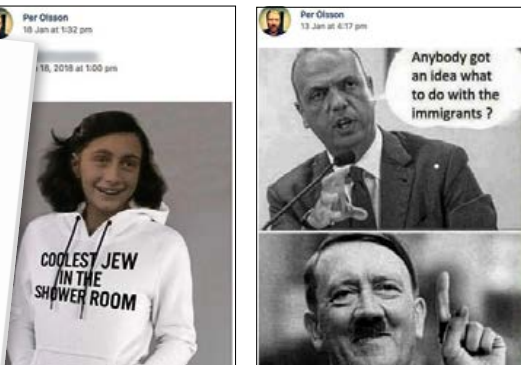 Per Olsson
18 Jan at 1:32 pm
18, 2018 at 1:00 pm
COOLEST JEW
IN THE
SHOWER ROOM
Per Olsson
13 Jan at 6:17 pm
Anybody got
an idea what
to do with the
immigrants ?